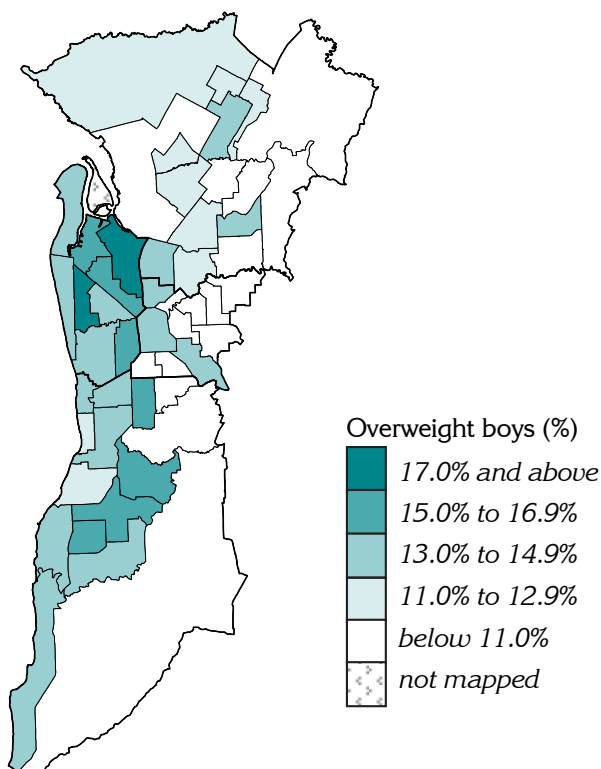 Overweight boys (%)
17.0% and above
15.0% to 16.9%
13.0% to 14.9%
11.0% to 12.9%
below 11.0%
not mapped